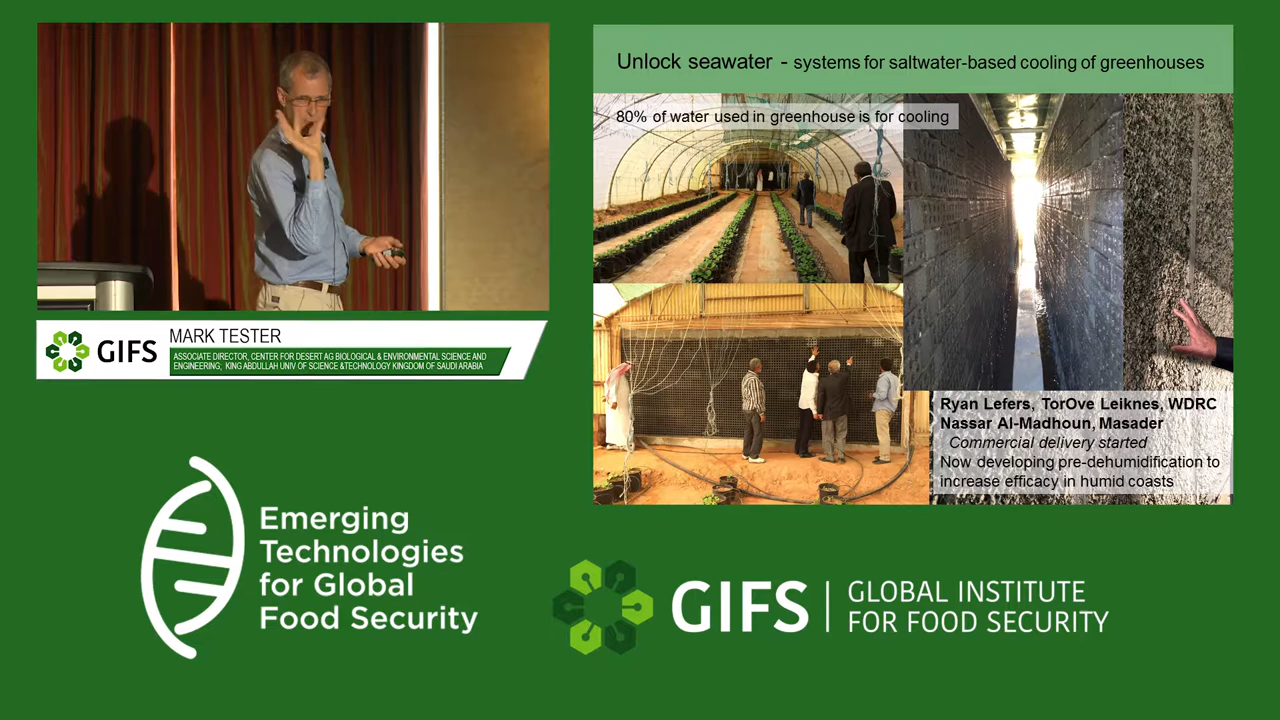 Unlock seawater - systems for saltwater-based cooling of greenhouses
80% of water used in greenhouse is for cooling
Ryan Lefers, TorOve Leiknes, WDRC
Nassar Al-Madhoun, Masader
Commercial delivery started
Now developing pre-dehumidification to
increase efficacy in humid coasts
GIFS
MARK TESTER
ASSOCIATE DIRECTOR, CENTER FOR DESERT AG BIOLOGICAL & ENVIRONMENTAL SCIENCE AND
ENGINEERING; KING ABDULLAH UNIV OF SCIENCE &TECHNOLOGY KINGDOM OF SAUDI ARABIA
Emerging
Technologies
for Global
Food Security
GIFS
GLOBAL INSTITUTE
FOR FOOD SECURITY